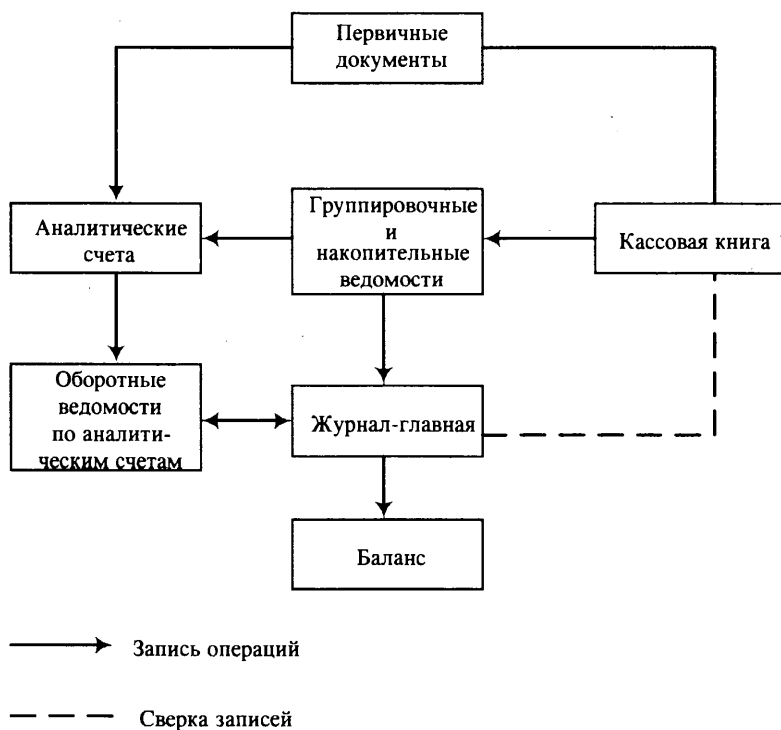 Первичные
документы
Аналитические
счета
Группировочные
и
накопительные
ведомости
Кассовая книга
Оборотные
ведомости
по аналити-
ческим счетам
Журнал-главная
Баланс
Запись операций
Сверка записей